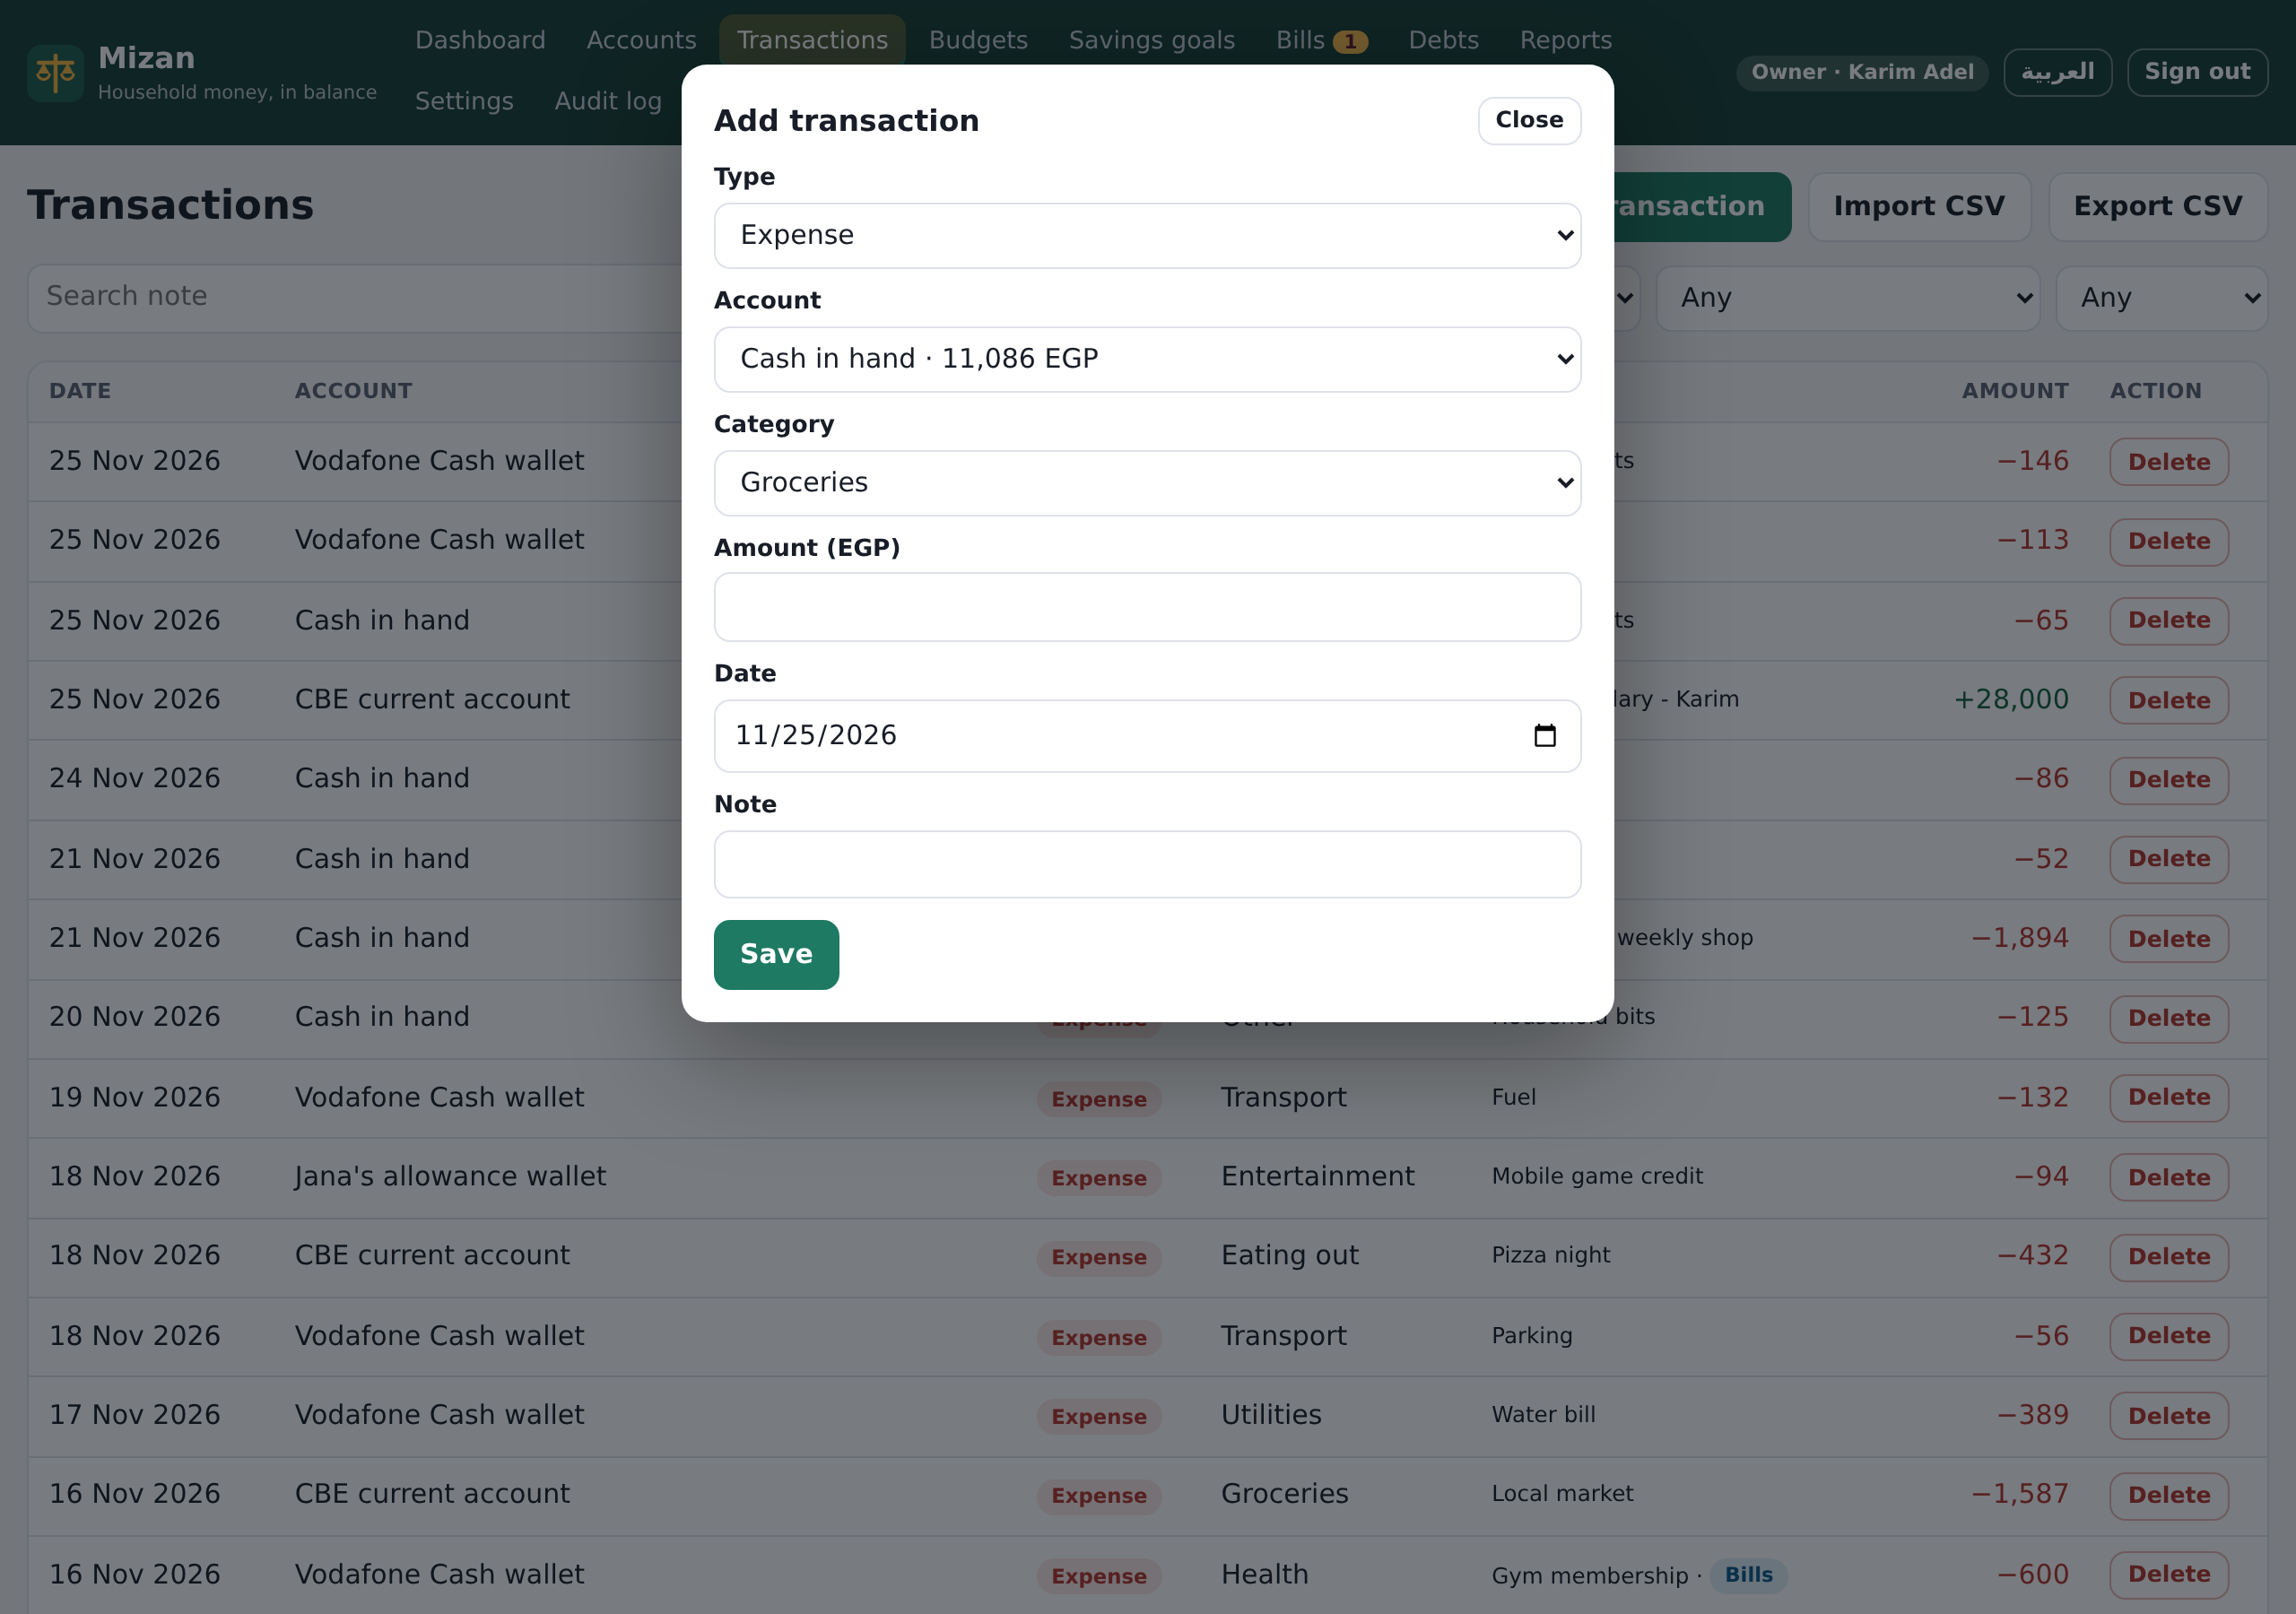 Mizan
Household money, in balance
Dashboard Accounts Transactions Budgets Savings goals Bills 1 Debts Reports
Settings Audit log
Owner · Karim Adel العربية Sign out
Transactions
Import CSV Export CSV
Search note
Any Any
DATE ACCOUNT AMOUNT ACTION
25 Nov 2026 Vodafone Cash wallet −146 Delete
25 Nov 2026 Vodafone Cash wallet −113 Delete
25 Nov 2026 Cash in hand −65 Delete
25 Nov 2026 CBE current account - Karim +28,000 Delete
24 Nov 2026 Cash in hand −86 Delete
21 Nov 2026 Cash in hand −52 Delete
21 Nov 2026 Cash in hand weekly shop −1,894 Delete
20 Nov 2026 Cash in hand Expense Other Household bits −125 Delete
19 Nov 2026 Vodafone Cash wallet Expense Transport Fuel −132 Delete
18 Nov 2026 Jana's allowance wallet Expense Entertainment Mobile game credit −94 Delete
18 Nov 2026 CBE current account Expense Eating out Pizza night −432 Delete
18 Nov 2026 Vodafone Cash wallet Expense Transport Parking −56 Delete
17 Nov 2026 Vodafone Cash wallet Expense Utilities Water bill −389 Delete
16 Nov 2026 CBE current account Expense Groceries Local market −1,587 Delete
16 Nov 2026 Vodafone Cash wallet Expense Health Gym membership · Bills −600 Delete
Add transaction
Close
Type
Expense
Account
Cash in hand · 11,086 EGP
Category
Groceries
Amount (EGP)
Date
11/25/2026
Note
Save